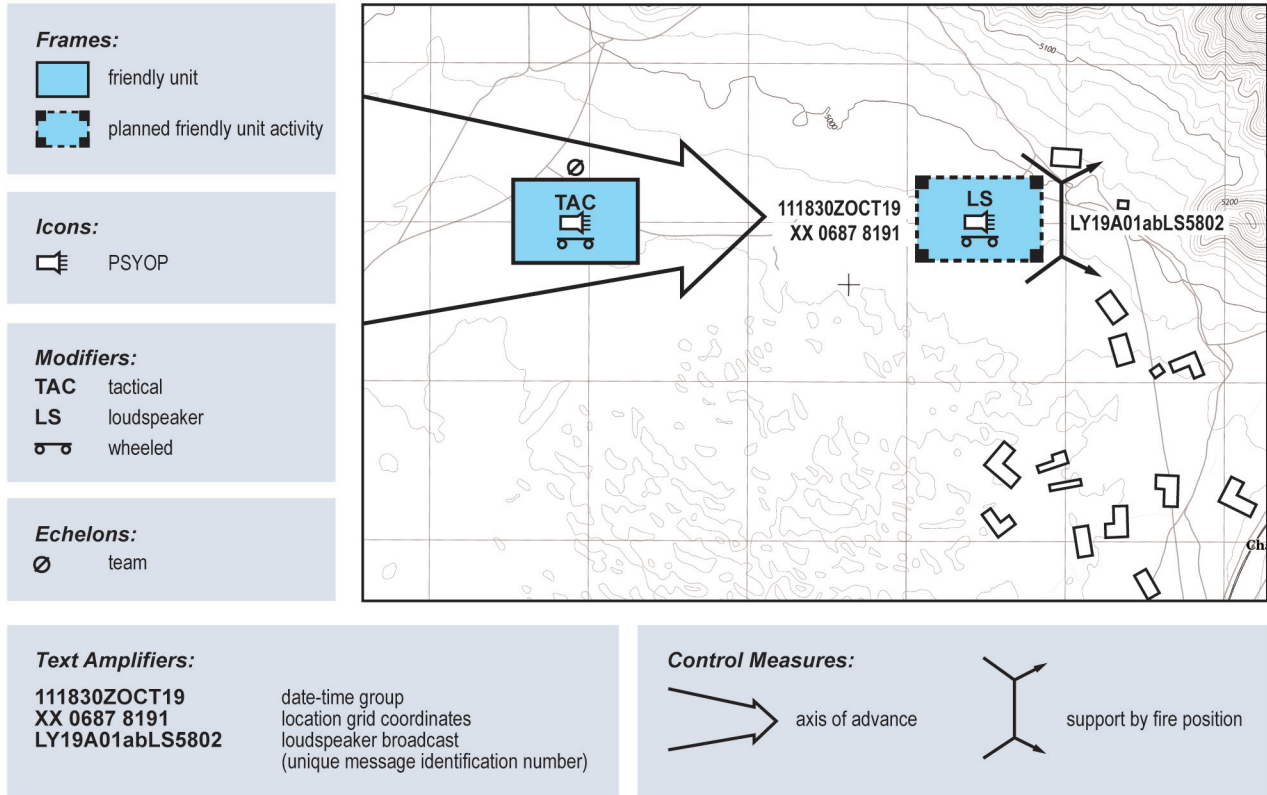 Frames:
friendly unit
planned friendly unit activity
Icons:
PSYOP
Modifiers:
TAC tactical
LS loudspeaker
wheeled
Echelons:
team
5100
5000
TAC
111830ZOCT19
XX 0687 8191
LS
5200
LY19A01abLS5802
Ch
Text Amplifiers:
111830ZOCT19 date-time group
XX 0687 8191 location grid coordinates
LY19A01abLS5802 loudspeaker broadcast
(unique message identification number)
Control Measures:
axis of advance
support by fire position